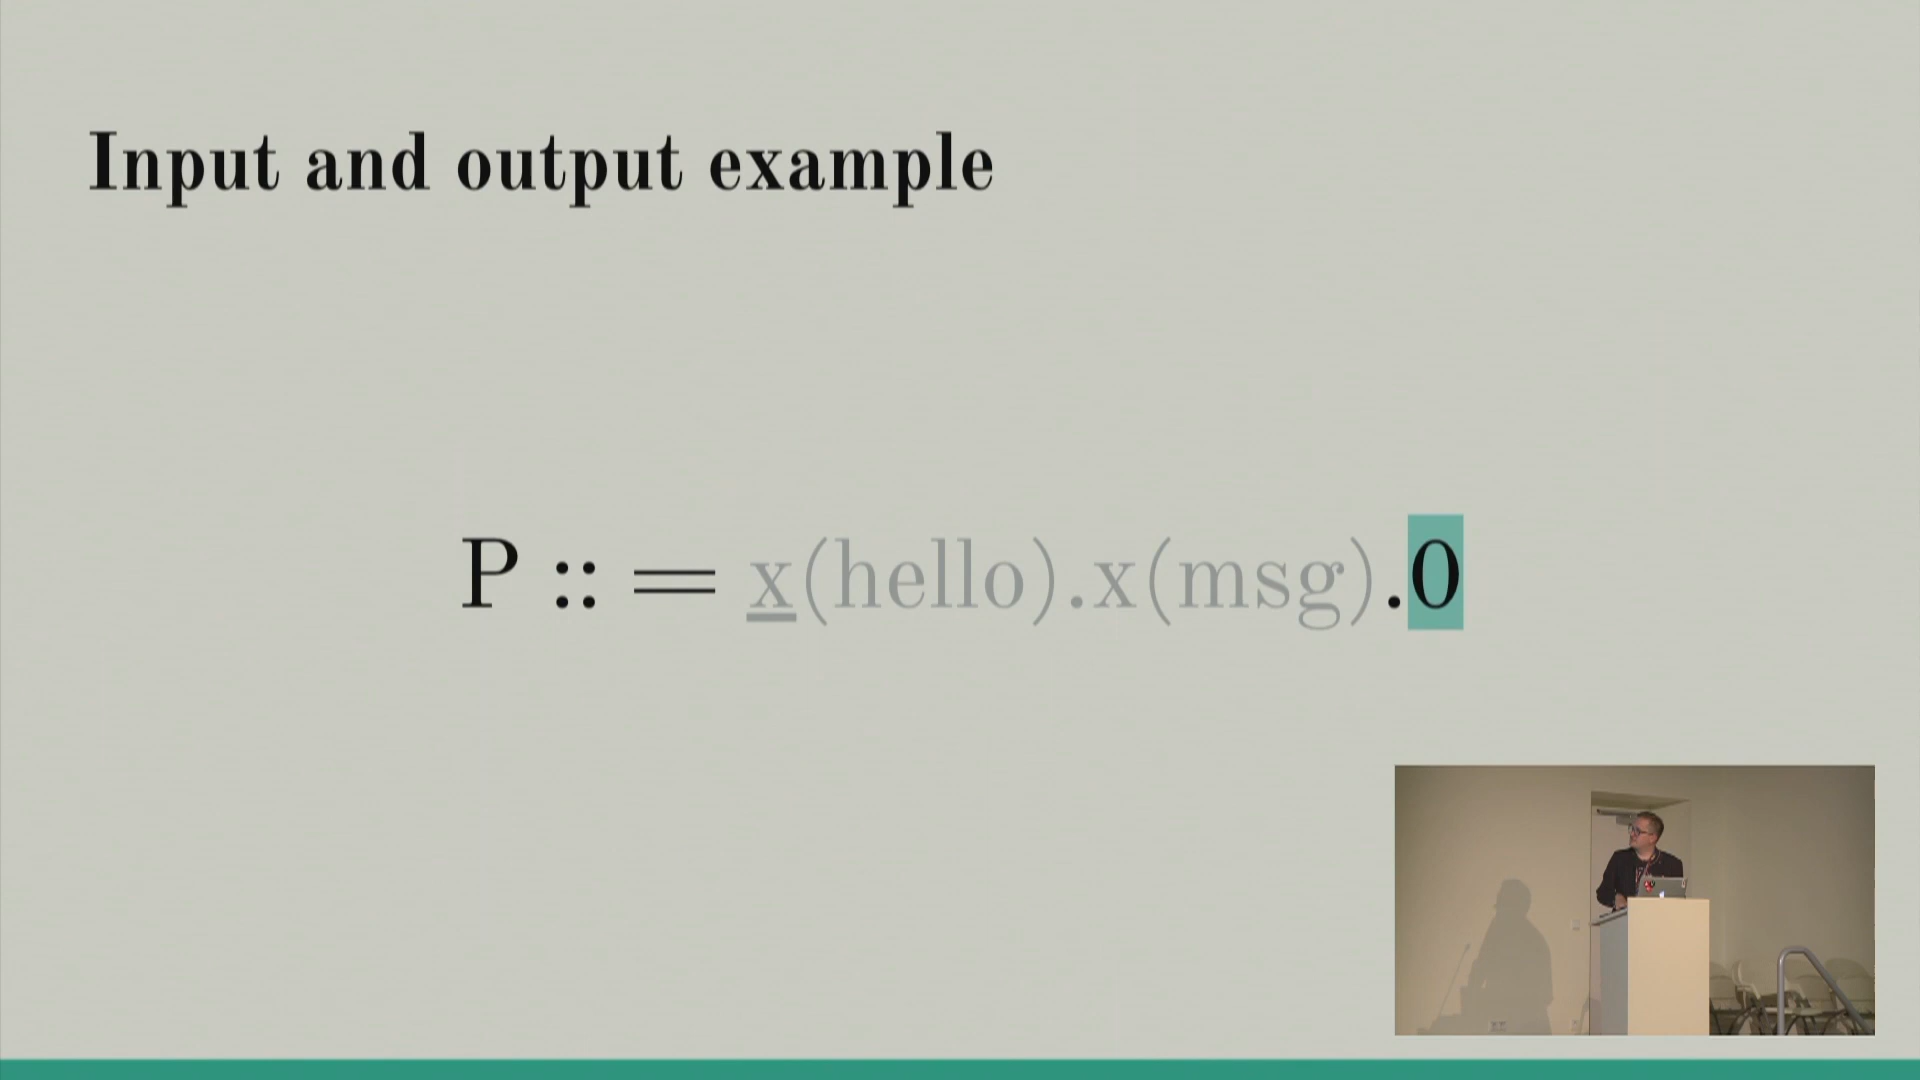 Input and output example
P :: = x(hello).x(msg).0